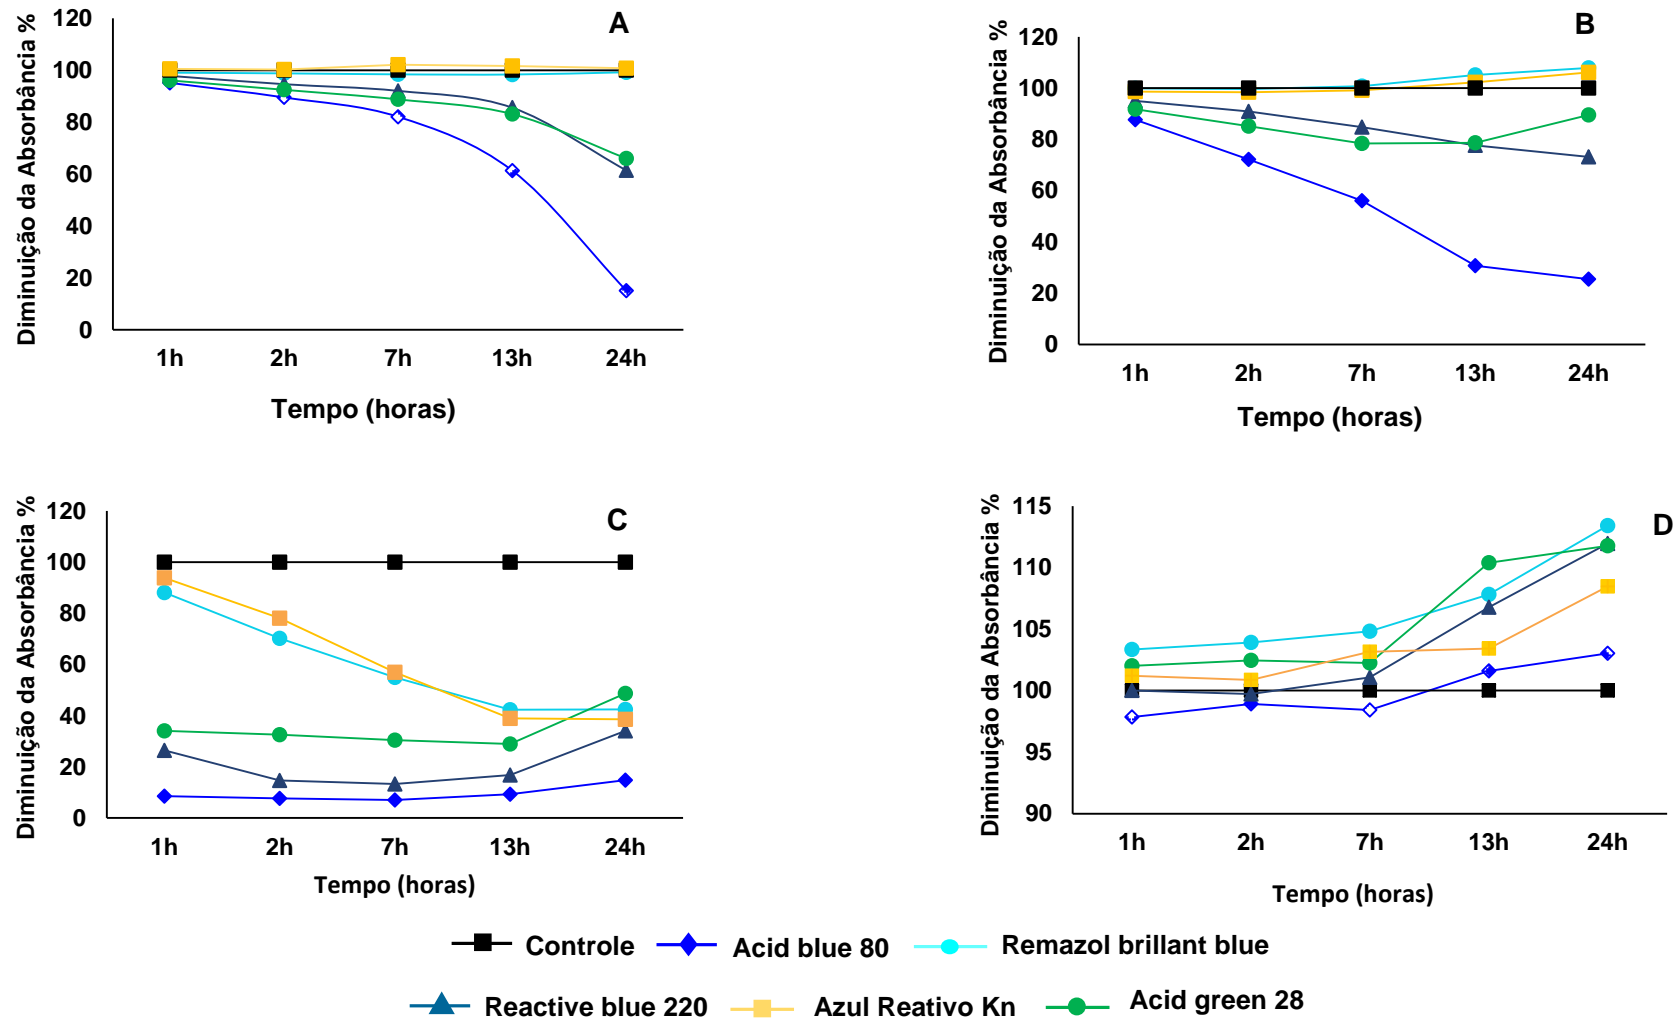 A
Diminuição da Absorbância %
120
100
80
60
40
20
0
1h 2h 7h 13h 24h
Tempo (horas)
B
Diminuição da Absorbância %
120
100
80
60
40
20
0
1h 2h 7h 13h 24h
Tempo (horas)
C
Diminuição da Absorbância %
120
100
80
60
40
20
0
1h 2h 7h 13h 24h
Tempo (horas)
D
Diminuição da Absorbância %
115
110
105
100
95
90
1h 2h 7h 13h 24h
Tempo (horas)
Controle Acid blue 80 Remazol brillant blue
Reactive blue 220 Azul Reativo Kn Acid green 28